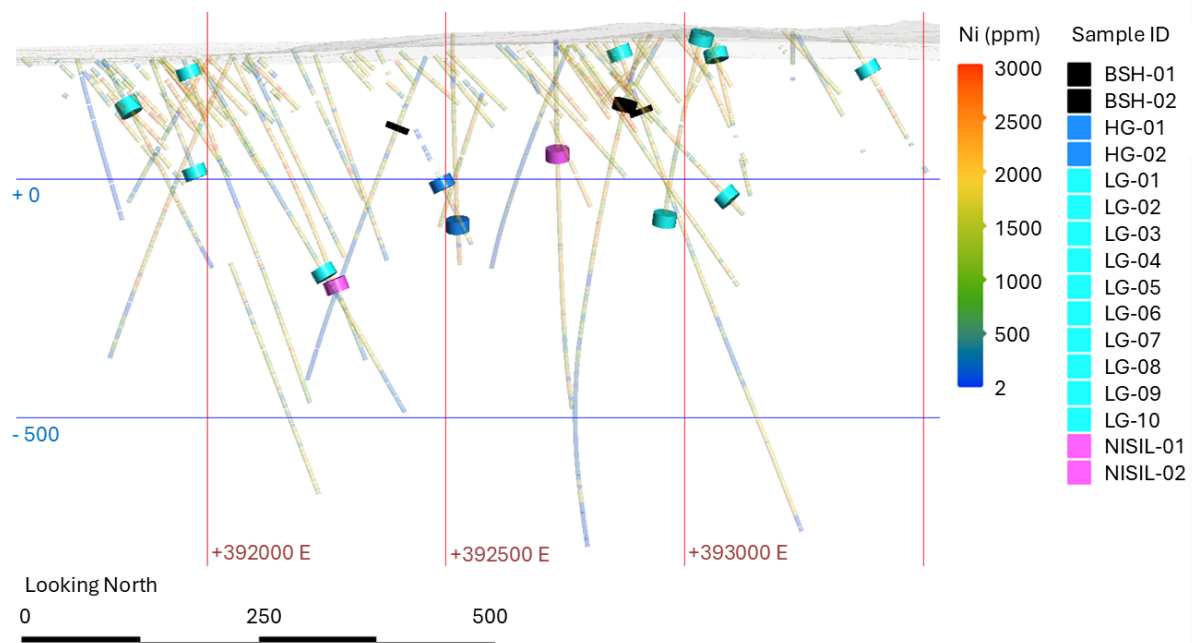 Ni (ppm)
3000
2500
2000
1500
1000
500
2
Sample ID
BSH-01
BSH-02
HG-01
HG-02
LG-01
LG-02
LG-03
LG-04
LG-05
LG-06
LG-07
LG-08
LG-09
LG-10
NISIL-01
NISIL-02
+ 0
- 500
+392000 E
+392500 E
+393000 E
Looking North
0 250 500